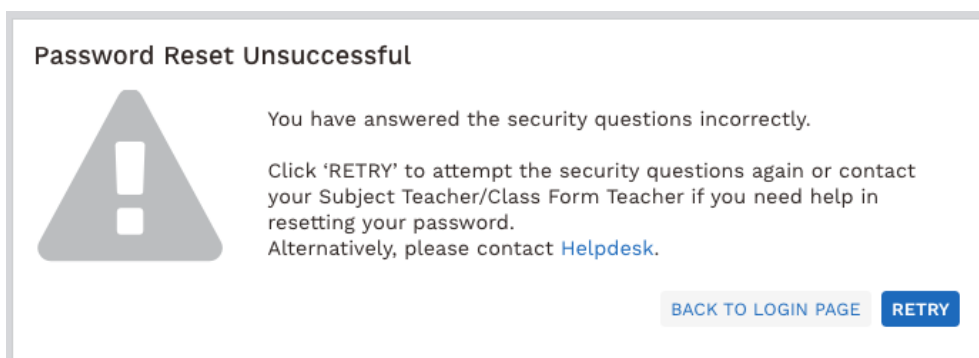 Password Reset Unsuccessful
You have answered the security questions incorrectly.
Click ‘RETRY’ to attempt the security questions again or contact
your Subject Teacher/Class Form Teacher if you need help in
resetting your password.
Alternatively, please contact Helpdesk.
BACK TO LOGIN PAGE RETRY